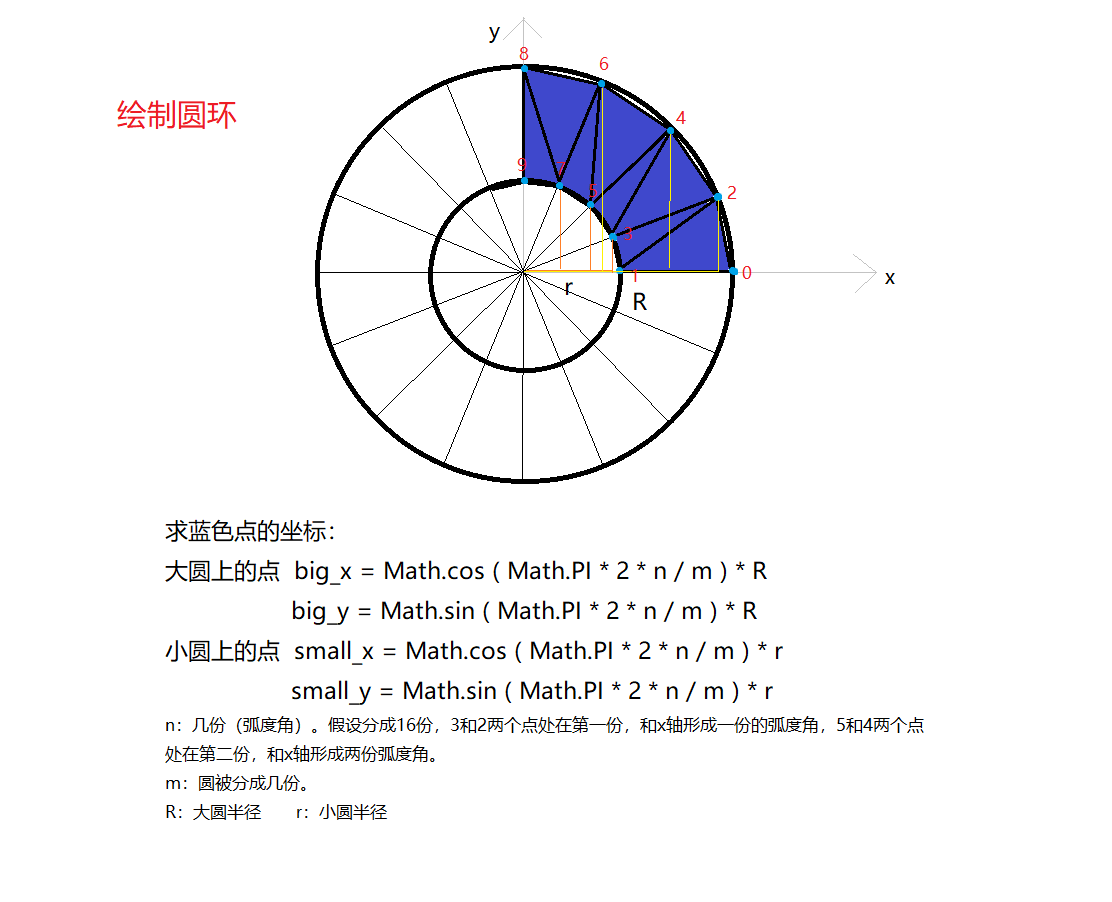 y
8
6
绘制圆环
4
9
7
5
2
3
1
0
x
r
R
求蓝色点的坐标：
大圆上的点 big_x = Math.cos ( Math.PI * 2 * n / m ) * R
big_y = Math.sin ( Math.PI * 2 * n / m ) * R
小圆上的点 small_x = Math.cos ( Math.PI * 2 * n / m ) * r
small_y = Math.sin ( Math.PI * 2 * n / m ) * r
n：几份（弧度角）。假设分成16份，3和2两个点处在第一份，和x轴形成一份的弧度角，5和4两个点
处在第二份，和x轴形成两份弧度角。
m：圆被分成几份。
R：大圆半径 r：小圆半径